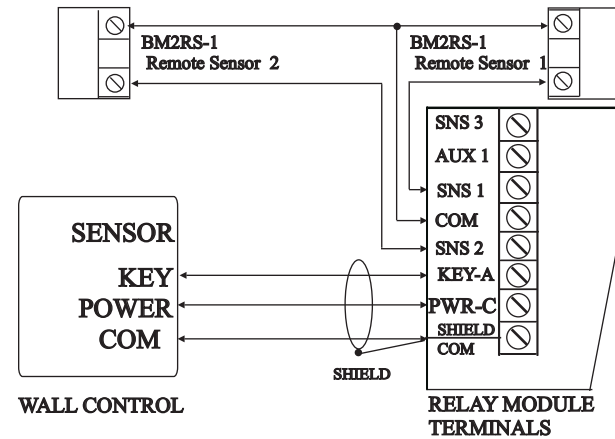 BM2RS-1
Remote Sensor 2
BM2RS-1
Remote Sensor 1
SNS 3
AUX 1
SNS 1
COM
SNS 2
KEY-A
PWR-C
SHIELD
COM
SENSOR
KEY
POWER
COM
SHIELD
WALL CONTROL
RELAY MODULE
TERMINALS